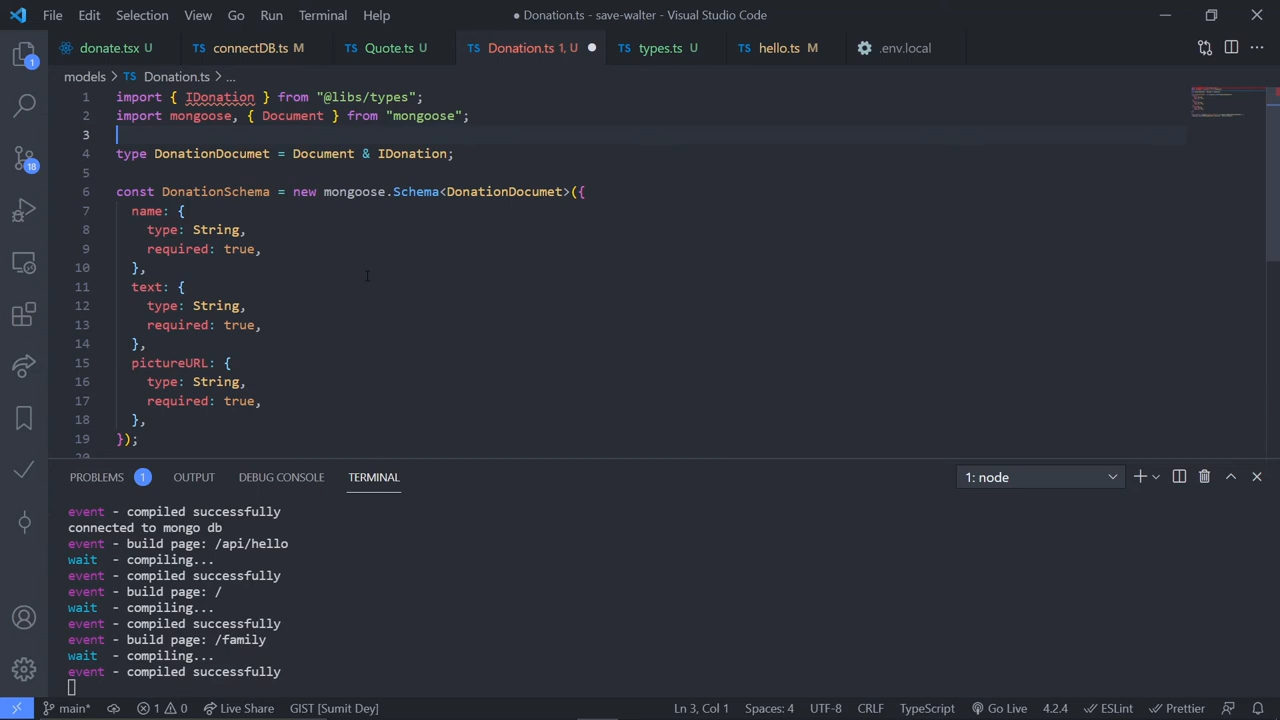 File Edit Selection View Go Run Terminal Help ● Donation.ts - save-walter - Visual Studio Code
1
donate.tsx U TS connectDB.ts M TS Quote.ts U TS Donation.ts 1, U ● TS types.ts U TS hello.ts M .env.local
models > TS Donation.ts > ...
1 import { IDonation } from "@libs/types";
2 import mongoose, { Document } from "mongoose";
3
4 type DonationDocumet = Document & IDonation;
5
6 const DonationSchema = new mongoose.Schema<DonationDocumet>({
7 name: {
8 type: String,
9 required: true,
10 },
11 text: {
12 type: String,
13 required: true,
14 },
15 pictureURL: {
16 type: String,
17 required: true,
18 },
19 });
20
18
PROBLEMS 1 OUTPUT DEBUG CONSOLE TERMINAL 1: node
event - compiled successfully
connected to mongo db
event - build page: /api/hello
wait - compiling...
event - compiled successfully
event - build page: /
wait - compiling...
event - compiled successfully
event - build page: /family
wait - compiling...
event - compiled successfully
main* 1 0 Live Share GIST [Sumit Dey] Ln 3, Col 1 Spaces: 4 UTF-8 CRLF TypeScript Go Live 4.2.4 ESLint Prettier